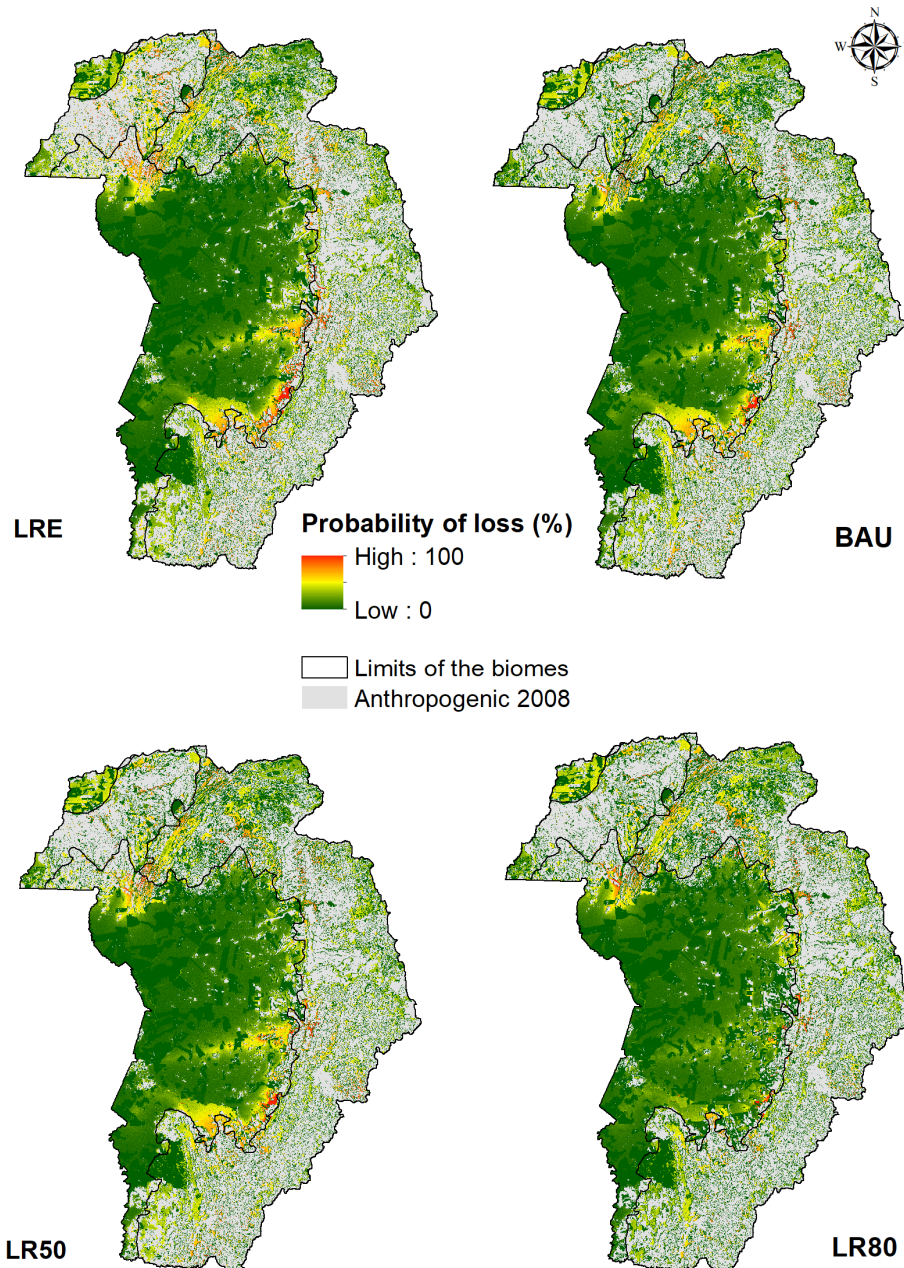 N
W
S
LRE
Probability of loss (%)
High : 100
Low : 0
BAU
Limits of the biomes
Anthropogenic 2008
LR50
LR80